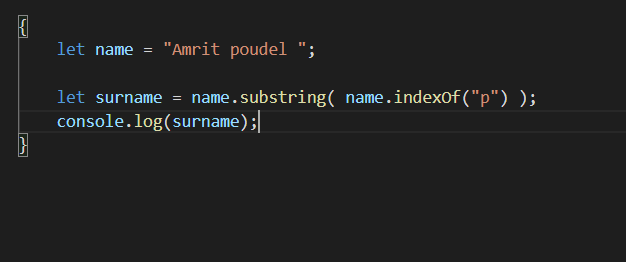 {
let name = "Amrit poudel ";
let surname = name.substring( name.indexOf("p") );
console.log(surname);
}